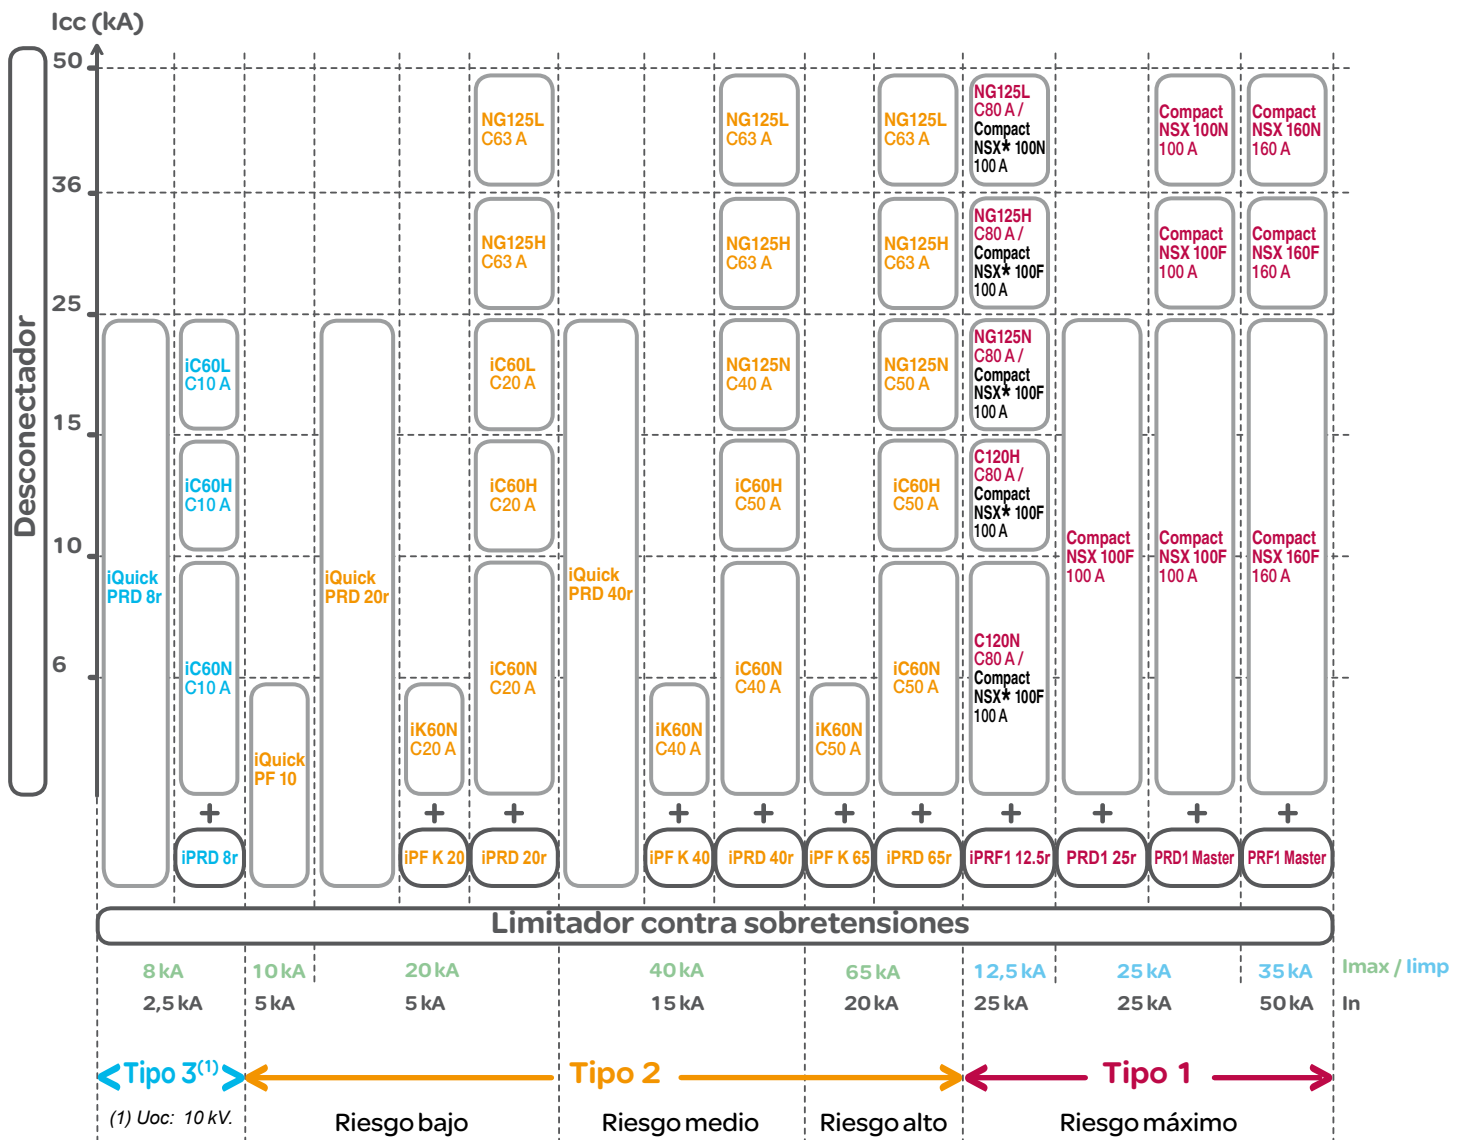 Icc (kA)
Desconectador
50
36
25
15
10
6
iQuick
PRD 8r
iC60L
C10 A
iC60H
C10 A
iC60N
C10 A
+
iPRD 8r
iQuick
PF 10
iQuick
PRD 20r
iK60N
C20 A
+
iPF K 20
NG125L
C63 A
NG125H
C63 A
iC60L
C20 A
iC60H
C20 A
iC60N
C20 A
+
iPRD 20r
iQuick
PRD 40r
iK60N
C40 A
+
iPF K 40
NG125L
C63 A
NG125H
C63 A
NG125N
C40 A
iC60H
C50 A
iC60N
C40 A
+
iPRD 40r
iK60N
C50 A
+
iPF K 65
NG125L
C63 A
NG125H
C63 A
NG125N
C50 A
iC60H
C50 A
iC60N
C50 A
+
iPRD 65r
NG125L
C80 A /
Compact
NSX* 100N
100 A
NG125H
C80 A /
Compact
NSX* 100F
100 A
NG125N
C80 A /
Compact
NSX* 100F
100 A
C120H
C80 A /
Compact
NSX* 100F
100 A
C120N
C80 A /
Compact
NSX* 100F
100 A
+
iPRF1 12.5r
Compact
NSX 100F
100 A
+
PRD1 25r
Compact
NSX 100N
100 A
Compact
NSX 100F
100 A
Compact
NSX 100F
100 A
+
PRD1 Master
Compact
NSX 160N
160 A
Compact
NSX 160F
160 A
Compact
NSX 160F
160 A
+
PRF1 Master
Limitador contra sobretensiones
8 kA 10 kA 20 kA 40 kA 65 kA 12,5 kA 25 kA 35 kA Imax / Iimp
2,5 kA 5 kA 5 kA 15 kA 20 kA 25 kA 25 kA 50 kA In
Tipo 3(1) Tipo 2 Tipo 1
(1) Uoc: 10 kV. Riesgo bajo Riesgo medio Riesgo alto Riesgo máximo